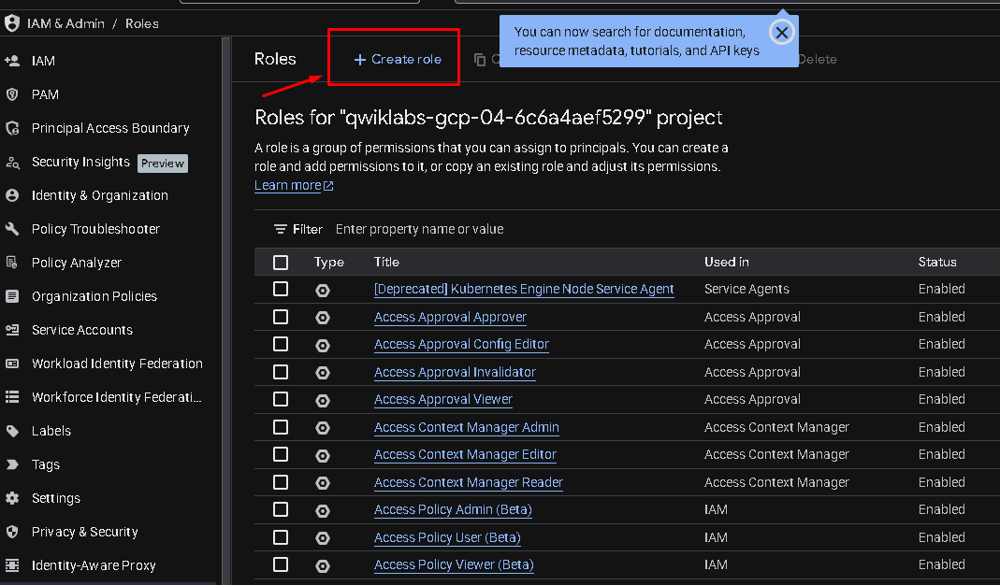 IAM & Admin / Roles
You can now search for documentation,
resource metadata, tutorials, and API keys
IAM
PAM
Principal Access Boundary
Security Insights Preview
Identity & Organization
Policy Troubleshooter
Policy Analyzer
Organization Policies
Service Accounts
Workload Identity Federation
Workforce Identity Federati...
Labels
Tags
Settings
Privacy & Security
Identity-Aware Proxy
Roles + Create role Delete
Roles for "qwiklabs-gcp-04-6c6a4aef5299" project
A role is a group of permissions that you can assign to principals. You can create a
role and add permissions to it, or copy an existing role and adjust its permissions.
Learn more
Filter Enter property name or value
Type Title Used in Status
[Deprecated] Kubernetes Engine Node Service Agent Service Agents Enabled
Access Approval Approver Access Approval Enabled
Access Approval Config Editor Access Approval Enabled
Access Approval Invalidator Access Approval Enabled
Access Approval Viewer Access Approval Enabled
Access Context Manager Admin Access Context Manager Enabled
Access Context Manager Editor Access Context Manager Enabled
Access Context Manager Reader Access Context Manager Enabled
Access Policy Admin (Beta) IAM Enabled
Access Policy User (Beta) IAM Enabled
Access Policy Viewer (Beta) IAM Enabled